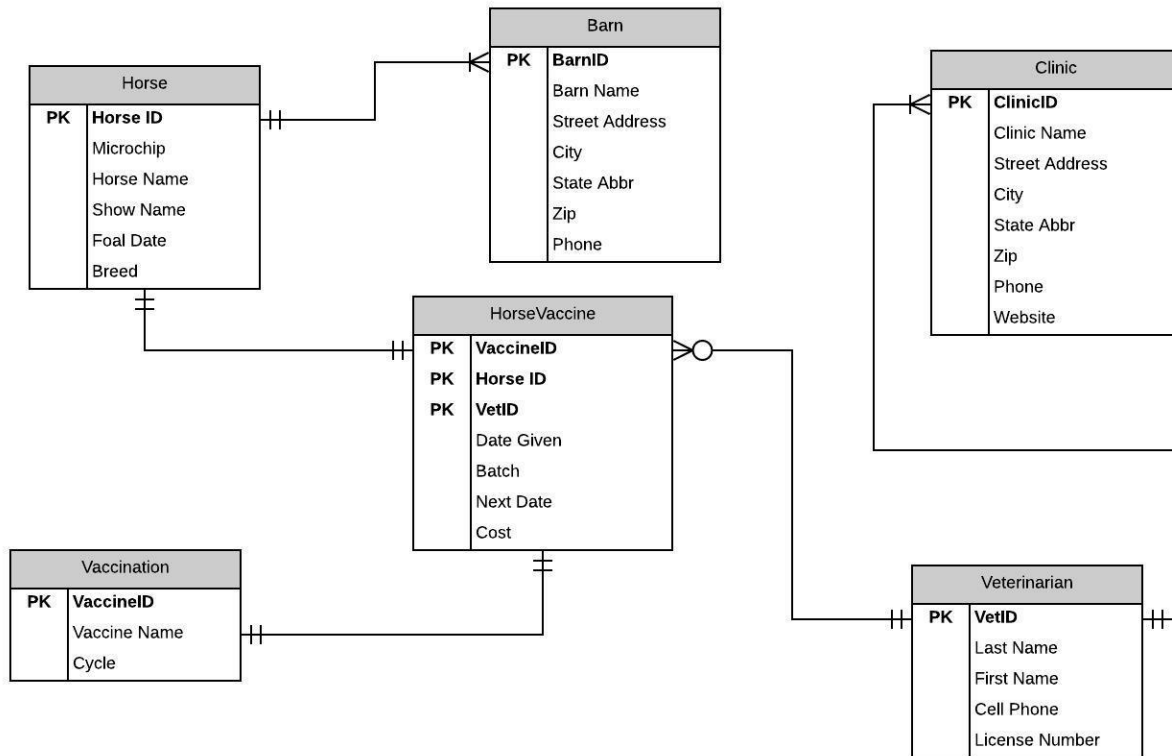 Barn
PK BarnID
Barn Name
Street Address
City
State Abbr
Zip
Phone
Clinic
PK ClinicID
Clinic Name
Street Address
City
State Abbr
Zip
Phone
Website
Horse
PK Horse ID
Microchip
Horse Name
Show Name
Foal Date
Breed
HorseVaccine
PK VaccineID
PK Horse ID
PK VetID
Date Given
Batch
Next Date
Cost
Vaccination
PK VaccineID
Vaccine Name
Cycle
Veterinarian
PK VetID
Last Name
First Name
Cell Phone
License Number